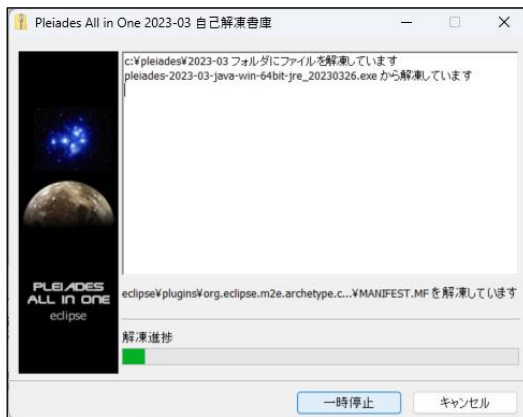 Pleiades All in One 2023-03 自己解凍書庫
c:¥pleiades¥2023-03 フォルダにファイルを解凍しています
pleiades-2023-03-java-win-64bit-jre_20230326.exe から解凍しています
PLEIADES
ALL IN ONE
eclipse
eclipse¥plugins¥org.eclipse.m2e.archetype.c...¥MANIFEST.MF を解凍しています
解凍進捗
一時停止
キャンセル